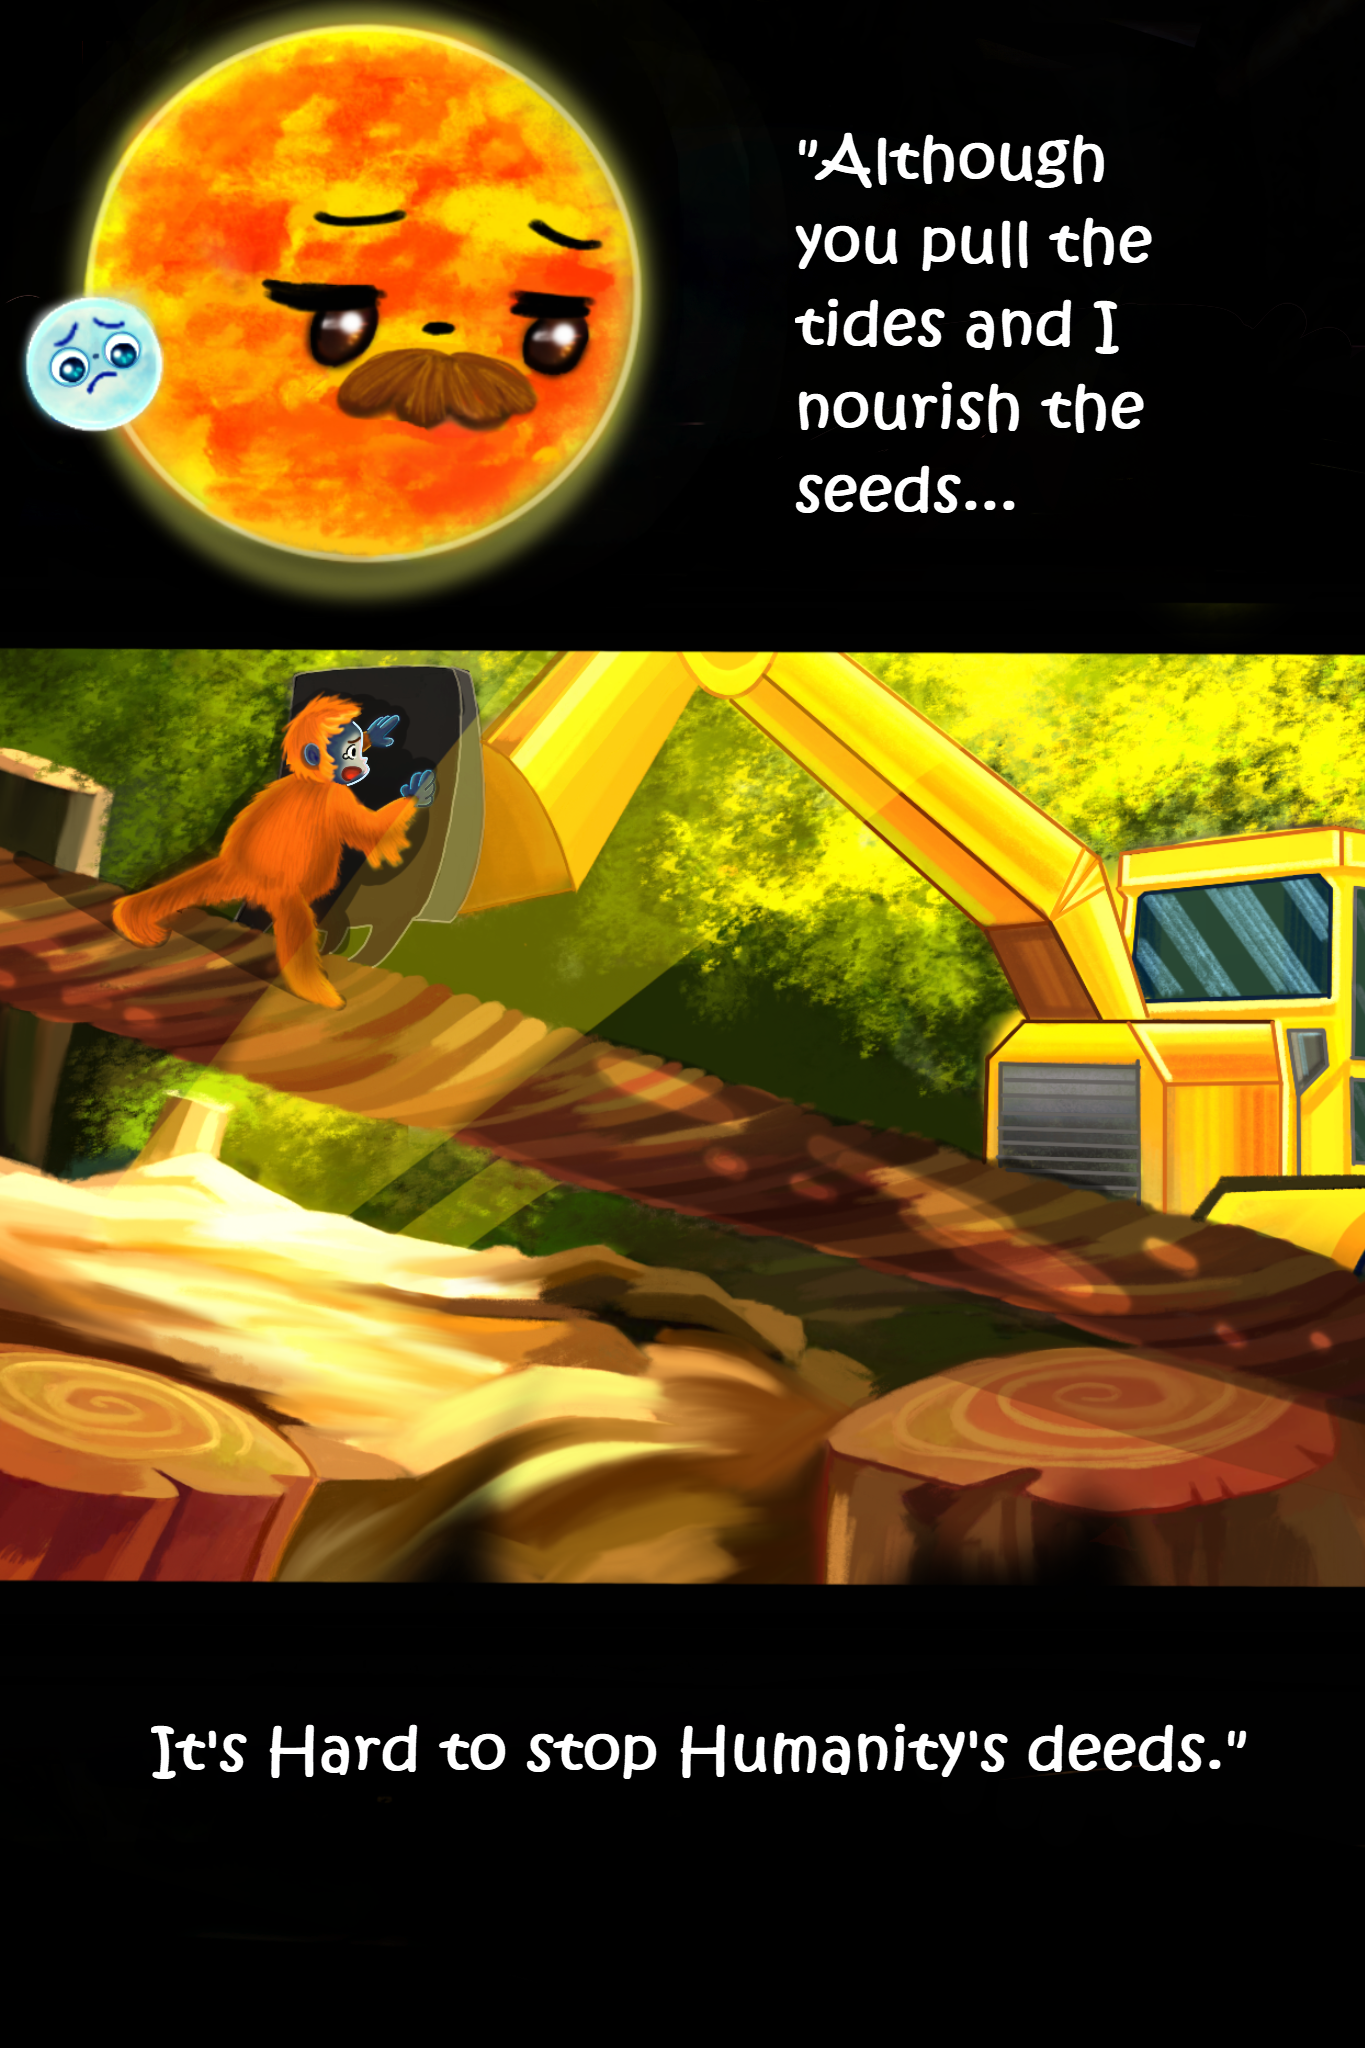 "Although
you pull the
tides and I
nourish the
seeds...
It's Hard to stop Humanity's deeds."